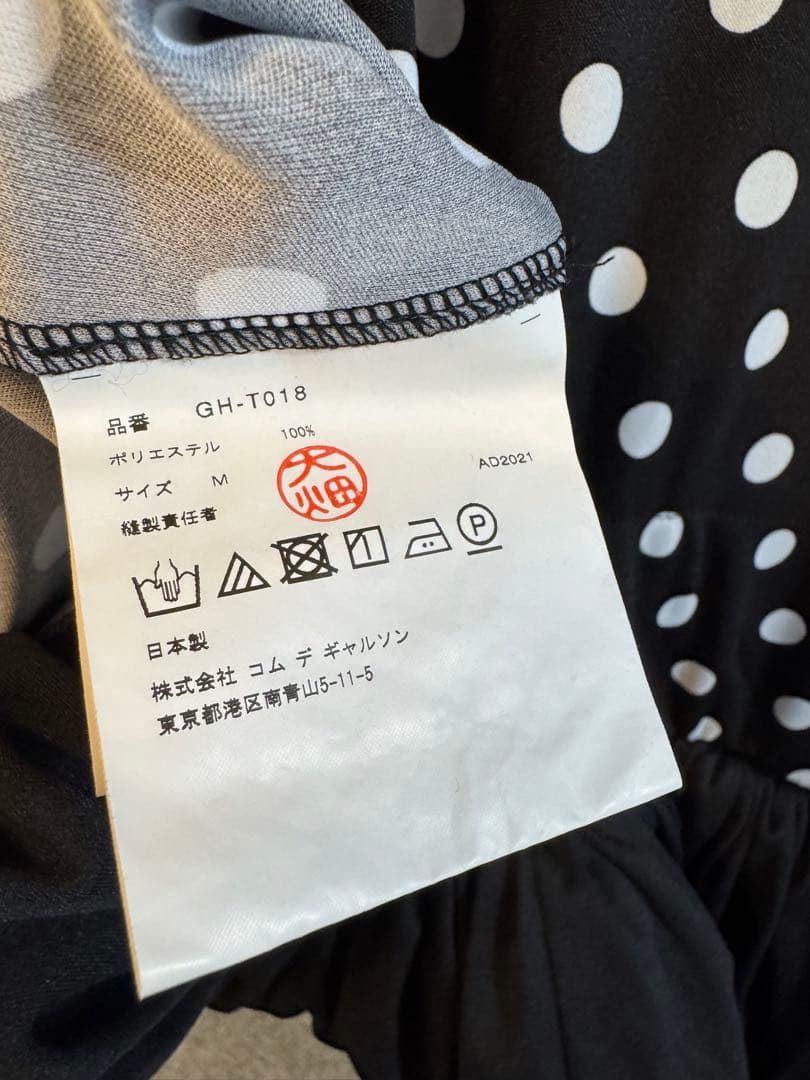 品番 GH-T018
ポリエステル 100%
サイズ M
AD2021
縫製責任者
大畑
P
日本製
株式会社 コム デ ギャルソン
東京都港区南青山5-11-5